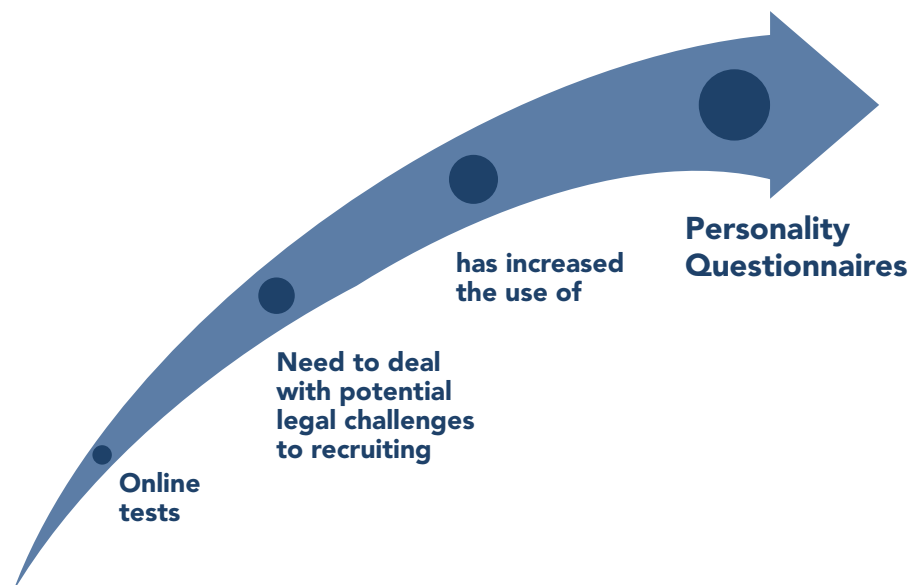 Online
tests
Need to deal
with potential
legal challenges
to recruiting
has increased
the use of
Personality
Questionnaires